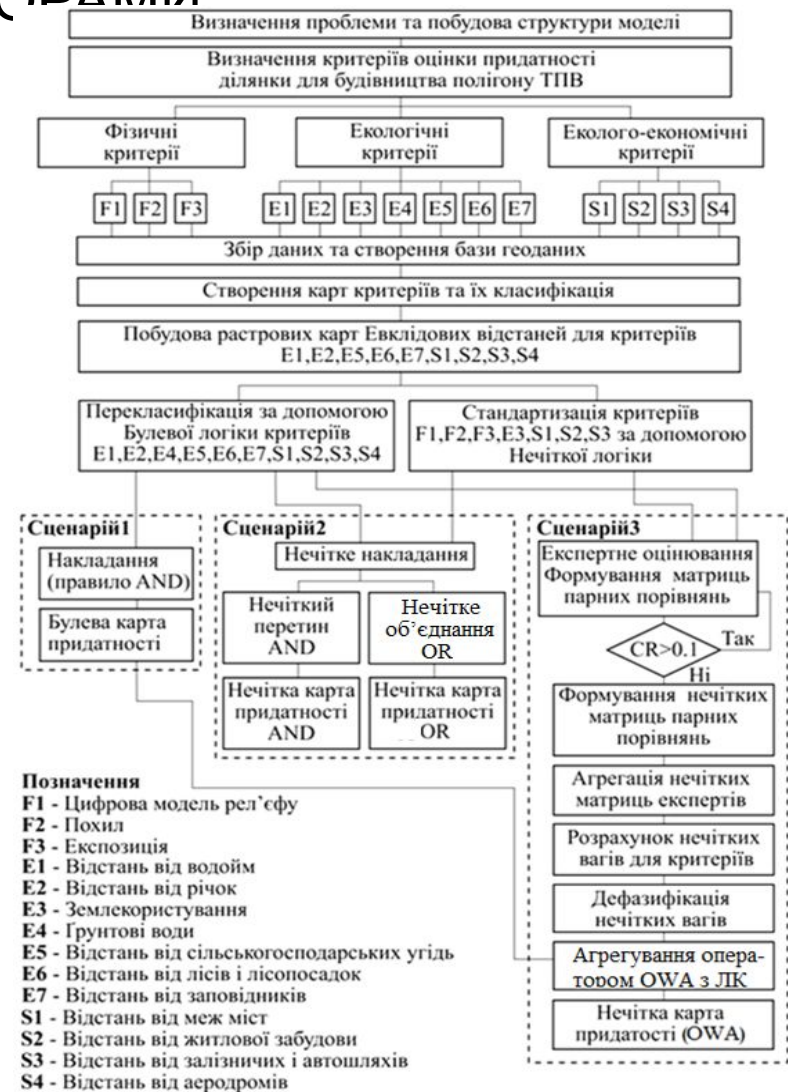 Визначення проблеми та побудова структури моделі
Визначення критеріїв оцінки придатності
ділянки для будівництва полігону ТПВ
Фізичні
критерії
Екологічні
критерії
Еколого-економічні
критерії
F1 F2 F3 E1 E2 E3 E4 E5 E6 E7 S1 S2 S3 S4
Збір даних та створення бази геоданих
Створення карт критеріїв та їх класифікація
Побудова растрових карт Евклідових відстаней для критеріїв
E1,E2,E5,E6,E7,S1,S2,S3,S4
Перекласифікація за допомогою
Булевої логіки критеріїв
E1,E2,E4,E5,E6,E7,S1,S2,S3,S4
Стандартизація критеріїв
F1,F2,F3,E3,S1,S2,S3 за допомогою
Нечіткої логіки
Сценарій1
Накладання
(правило AND)
Булева карта
придатності
Сценарій2
Нечітке накладання
Нечіткий
перетин
AND
Нечітке
об’єднання
OR
Нечітка карта
придатності
AND
Нечітка карта
придатності
OR
Сценарій3
Експертне оцінювання
Формування матриць
парних порівнянь
CR>0.1
Так
Ні
Формування нечітких
матриць парних
порівнянь
Агрегація нечітких
матриць експертів
Розрахунок нечітких
вагів для критеріїв
Дефазифікація
нечітких вагів
Агрегування опера-
тором OWA з ЛК
Нечітка карта
придатості (OWA)
Позначення
F1 - Цифрова модель рел’єфу
F2 - Похил
F3 - Експозиція
E1 - Відстань від водойм
E2 - Відстань від річок
E3 - Землекористування
E4 - Ґрунтові води
E5 - Відстань від сільськогосподарських угідь
E6 - Відстань від лісів і лісопосадок
E7 - Відстань від заповідників
S1 - Відстань від меж міст
S2 - Відстань від житлової забудови
S3 - Відстань від залізничих і автошляхів
S4 - Відстань від аеродромів